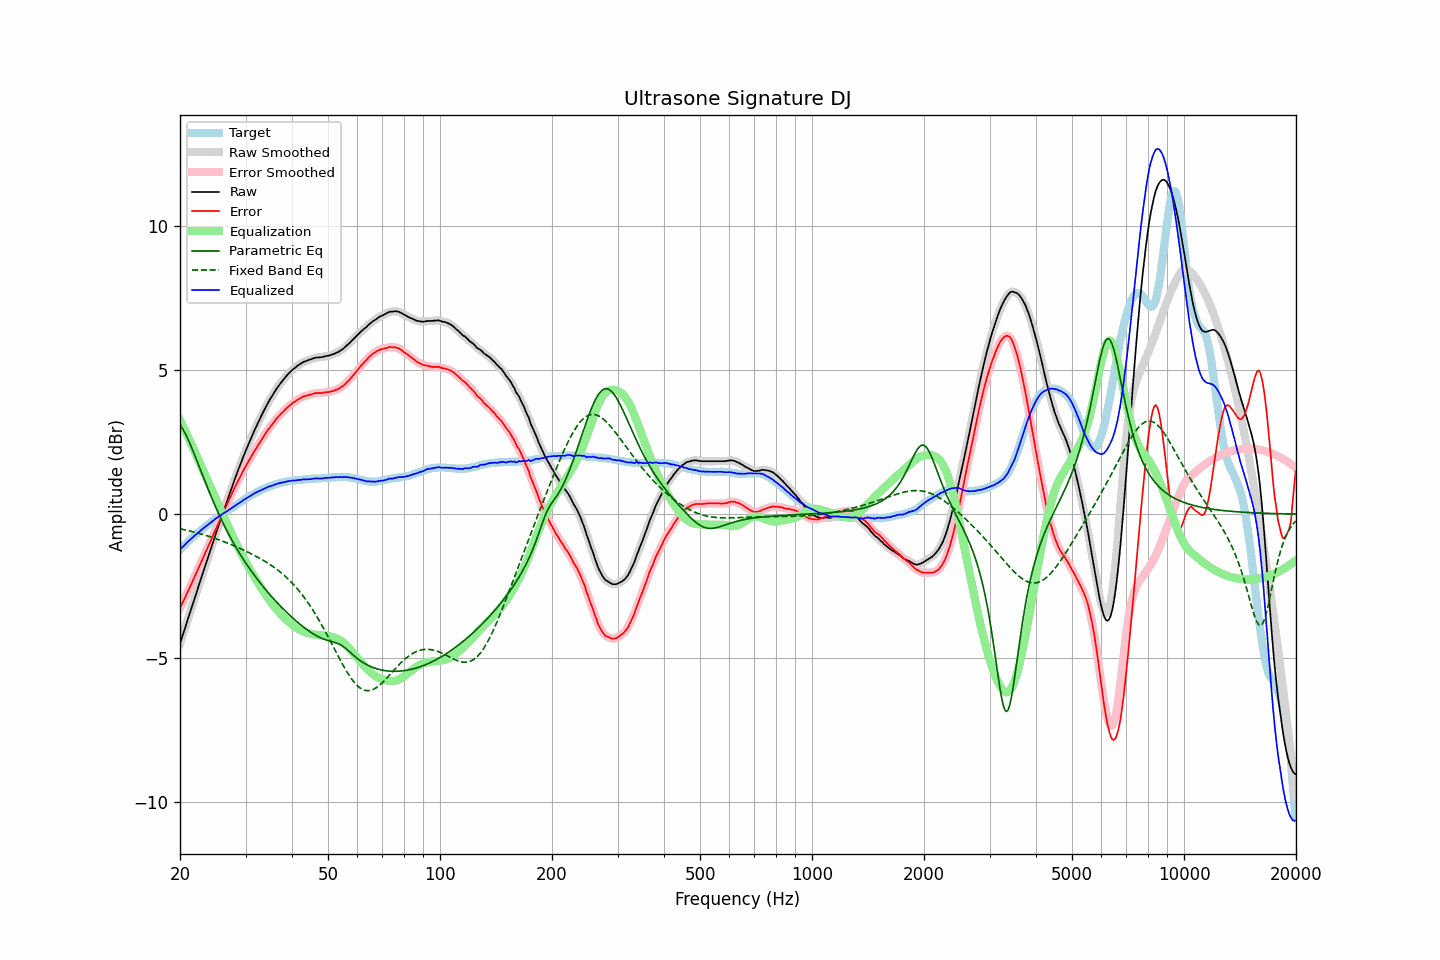 Ultrasone Signature DJ
Target
Raw Smoothed
Error Smoothed
Raw
Error
Equalization
Parametric Eq
Fixed Band Eq
Equalized
Amplitude (dBr)
10
5
0
−5
−10
20 50 100 200 500 1000 2000 5000 10000 20000
Frequency (Hz)